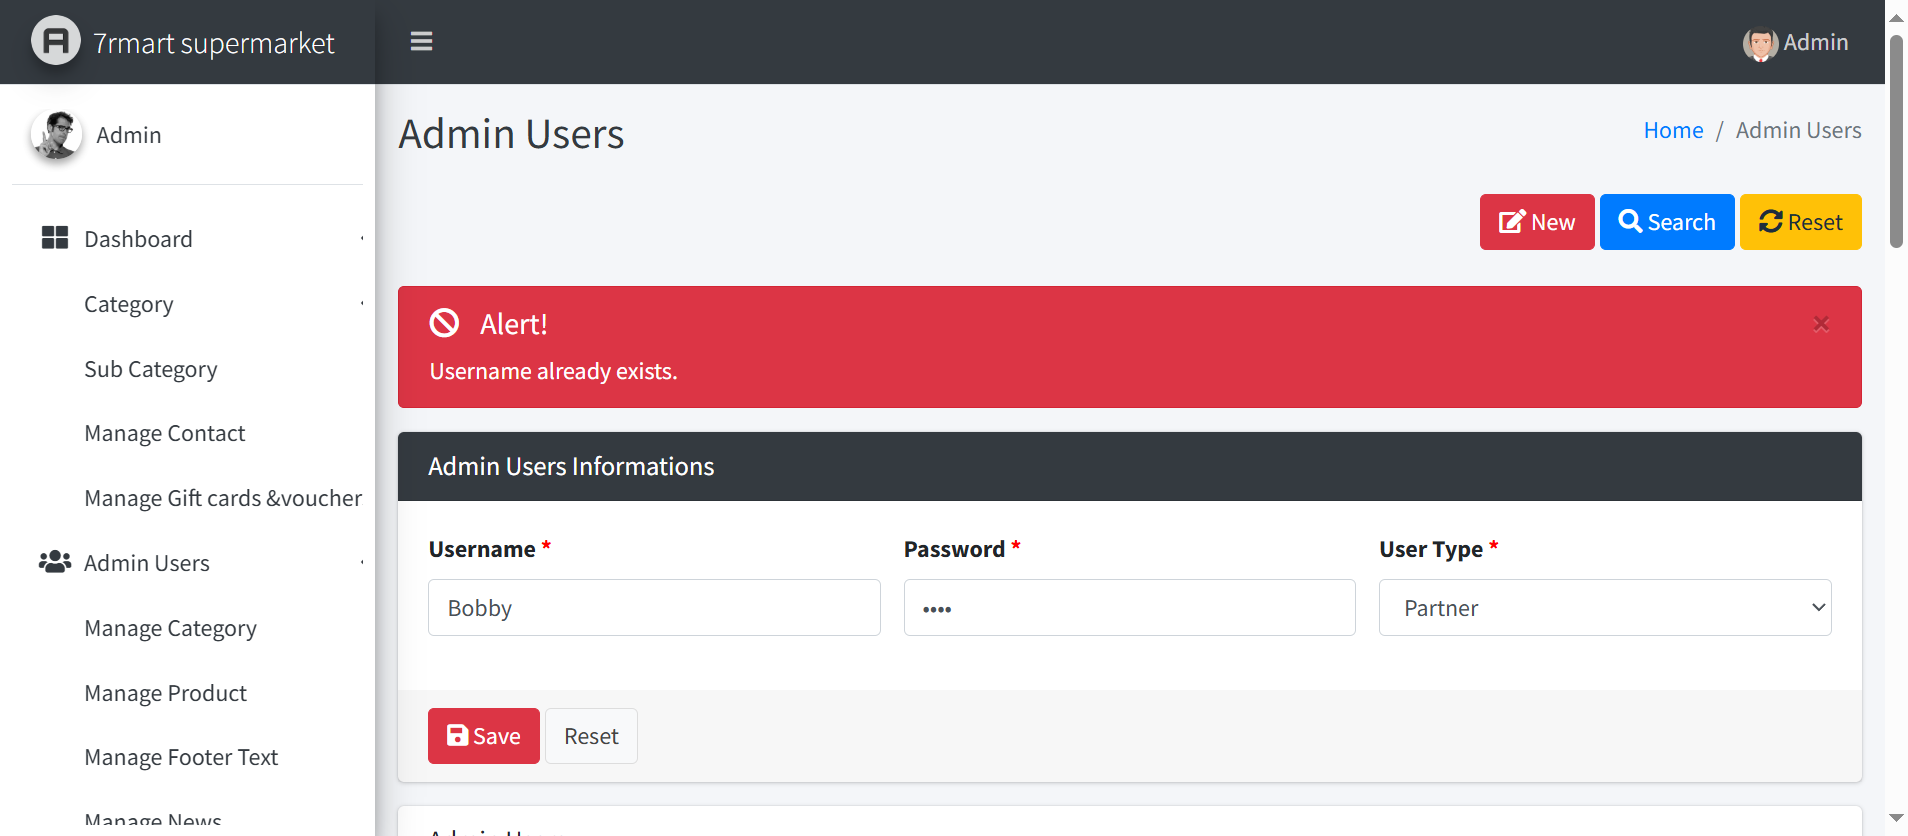 7rmart supermarket
Admin
Admin
Admin Users
Home / Admin Users
New
Search
Reset
Dashboard
Category
Sub Category
Manage Contact
Manage Gift cards &voucher
Admin Users
Manage Category
Manage Product
Manage Footer Text
Manage News
Alert!
×
Username already exists.
Admin Users Informations
Username *
Password *
User Type *
Bobby
••••
Partner
Save
Reset
Admin Users